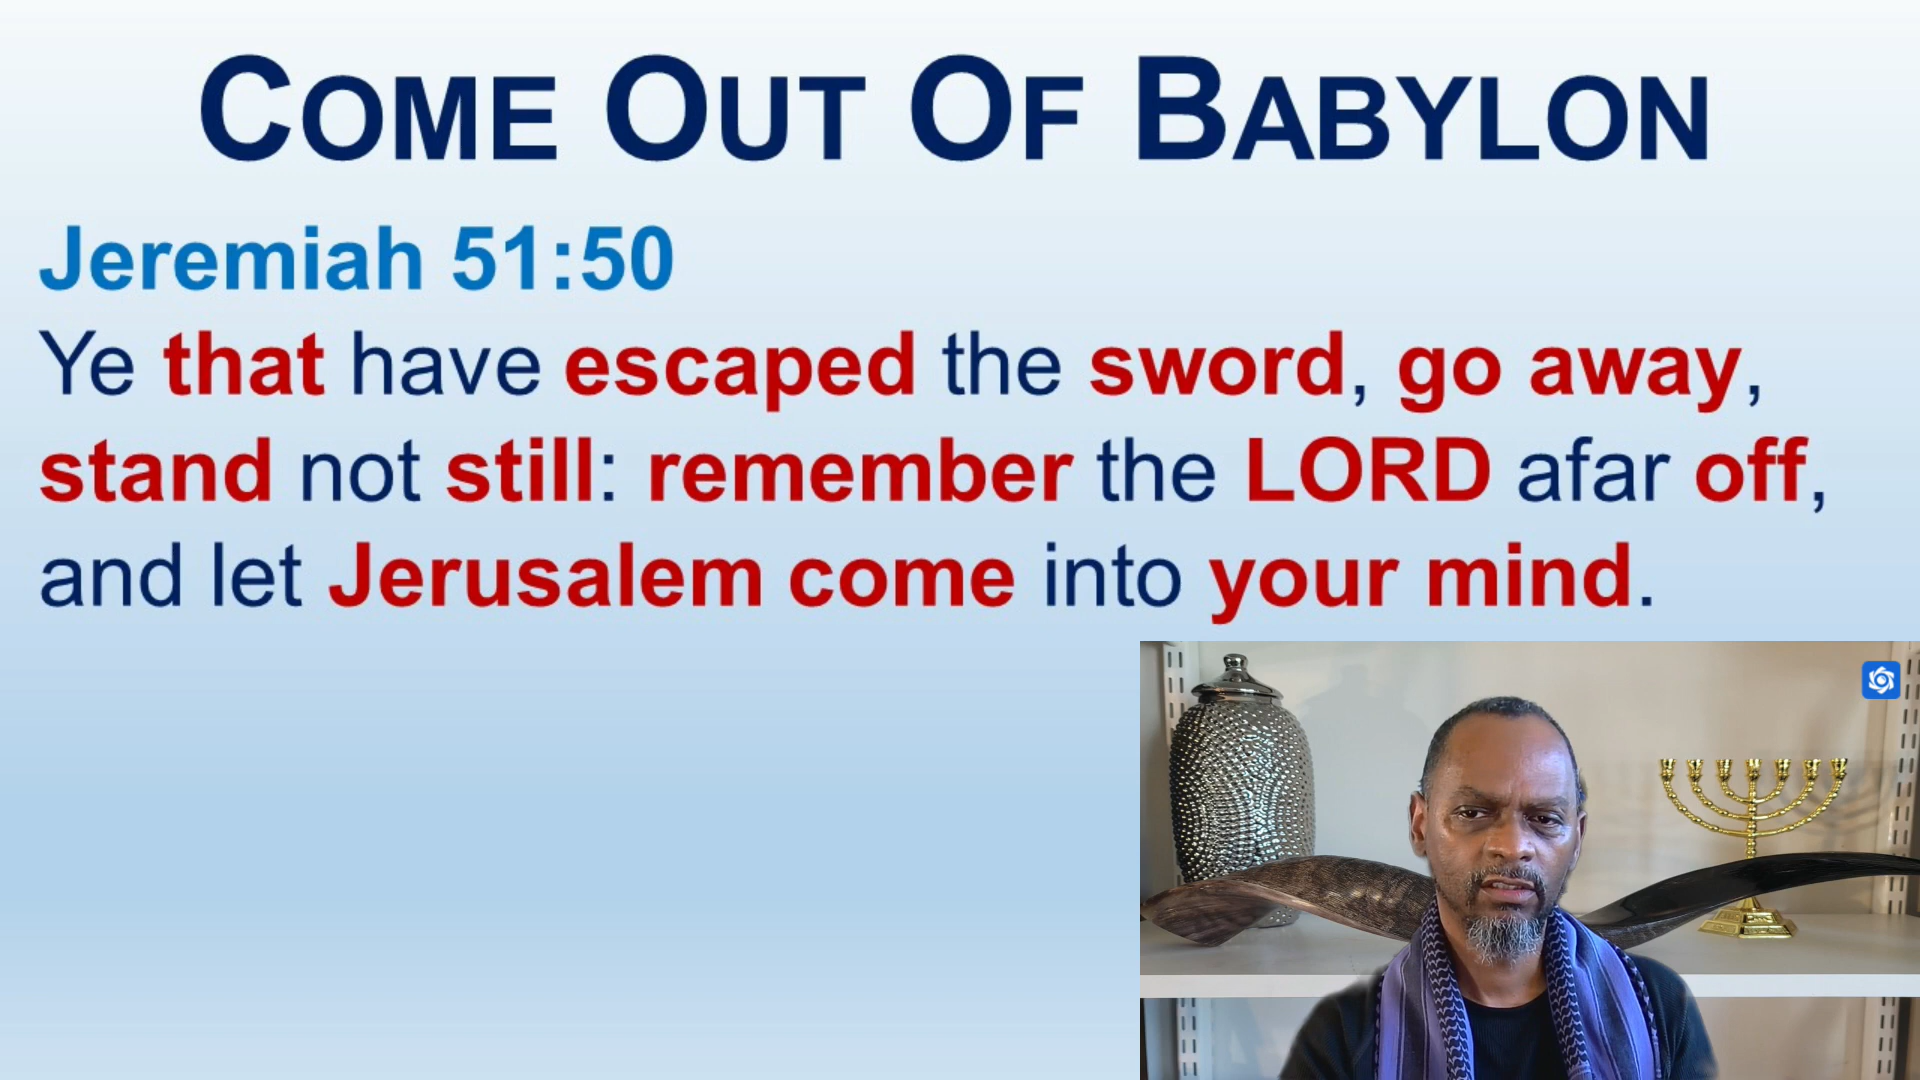 COME OUT OF BABYLON
Jeremiah 51:50
Ye that have escaped the sword, go away,
stand not still: remember the LORD afar off,
and let Jerusalem come into your mind.